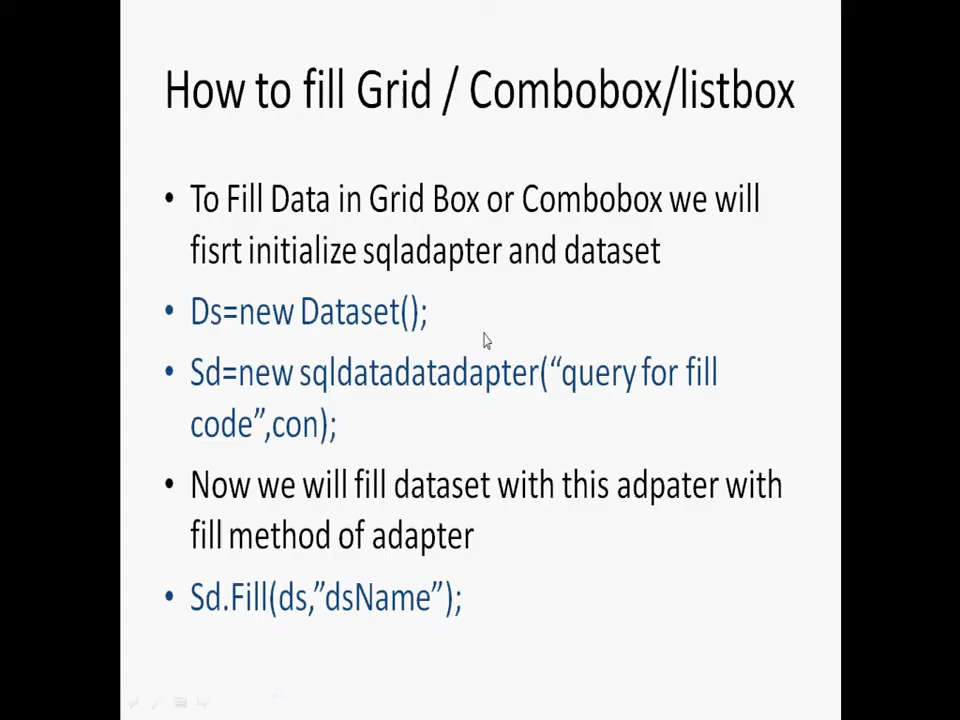 How to fill Grid / Combobox/listbox
• To Fill Data in Grid Box or Combobox we will
fisrt initialize sqladapter and dataset
• Ds=new Dataset();
• Sd=new sqldatadatadapter(“query for fill
code”,con);
• Now we will fill dataset with this adpater with
fill method of adapter
• Sd.Fill(ds,”dsName”);